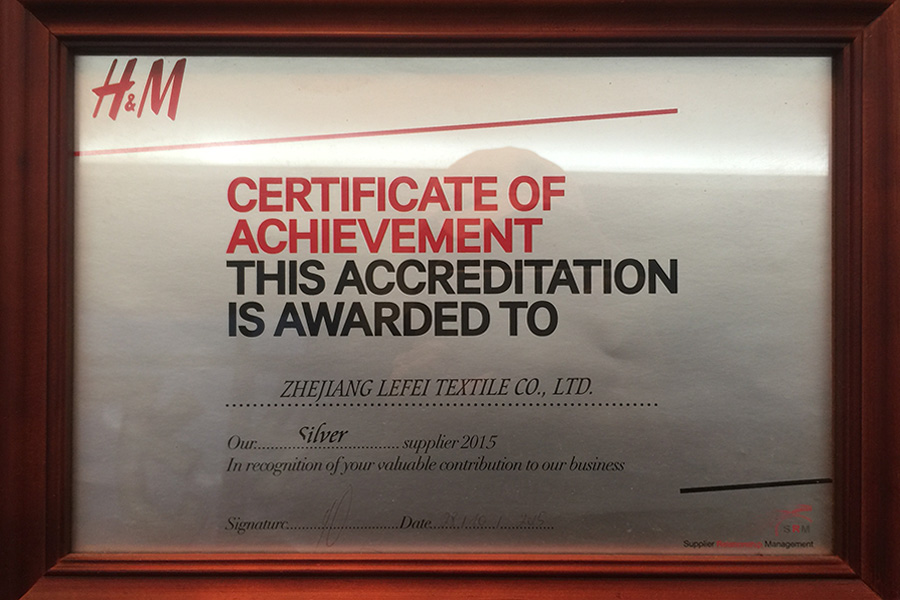 H&M
CERTIFICATE OF
ACHIEVEMENT
THIS ACCREDITATION
IS AWARDED TO
ZHEJIANG LEFEI TEXTILE CO., LTD.
Our Silver supplier 2015
In recognition of your valuable contribution to our business
Signature Date
SRM
Supplier Management